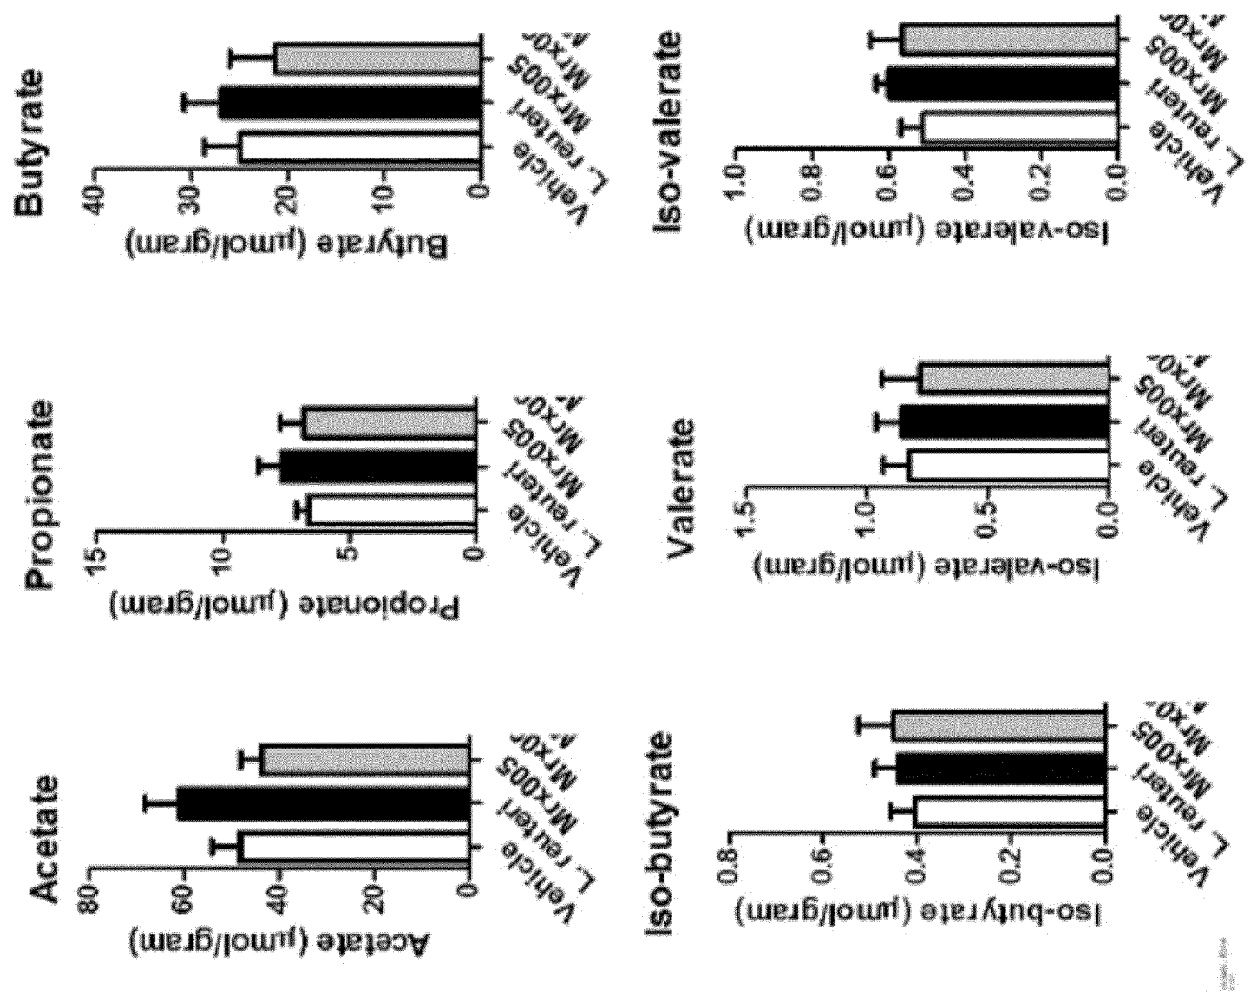 Acetate
Acetate (µmol/gram)
80
60
40
20
0
Vehicle
L. reuteri
Mrx005
Propionate
Propionate (µmol/gram)
15
10
5
0
Vehicle
L. reuteri
Mrx005
Butyrate
Butyrate (µmol/gram)
40
30
20
10
0
Vehicle
L. reuteri
Mrx005
Iso-butyrate
Iso-butyrate (µmol/gram)
0.8
0.6
0.4
0.2
0.0
Vehicle
L. reuteri
Mrx005
Valerate
Iso-valerate (µmol/gram)
1.5
1.0
0.5
0.0
Vehicle
L. reuteri
Mrx005
Iso-valerate
Iso-valerate (µmol/gram)
1.0
0.8
0.6
0.4
0.2
0.0
Vehicle
L. reuteri
Mrx005